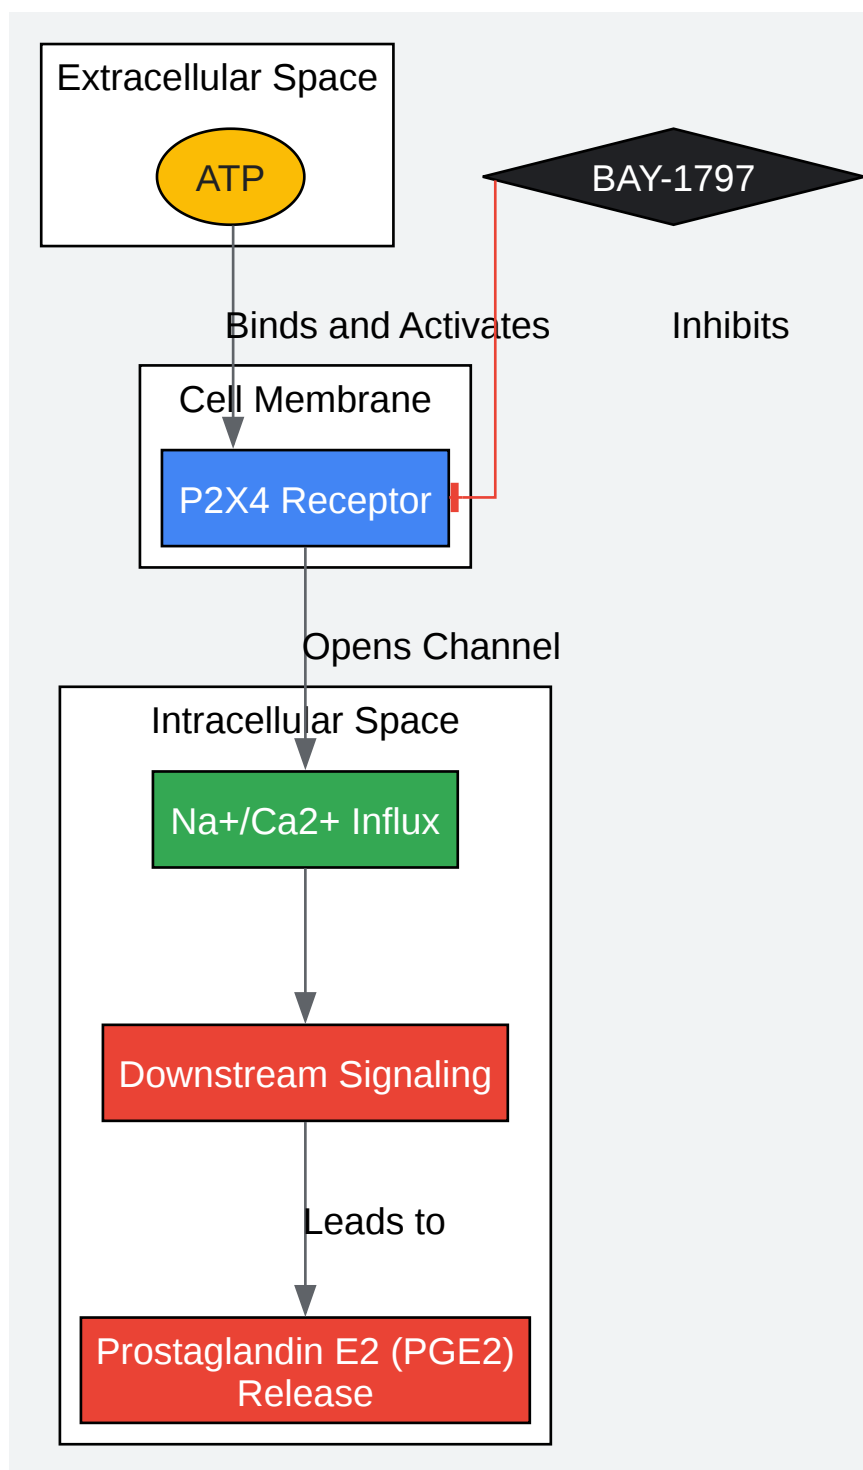 Extracellular Space
ATP
BAY-1797
Binds and Activates
Inhibits
Cell Membrane
P2X4 Receptor
Opens Channel
Intracellular Space
Na+/Ca2+ Influx
Downstream Signaling
Leads to
Prostaglandin E2 (PGE2)
Release